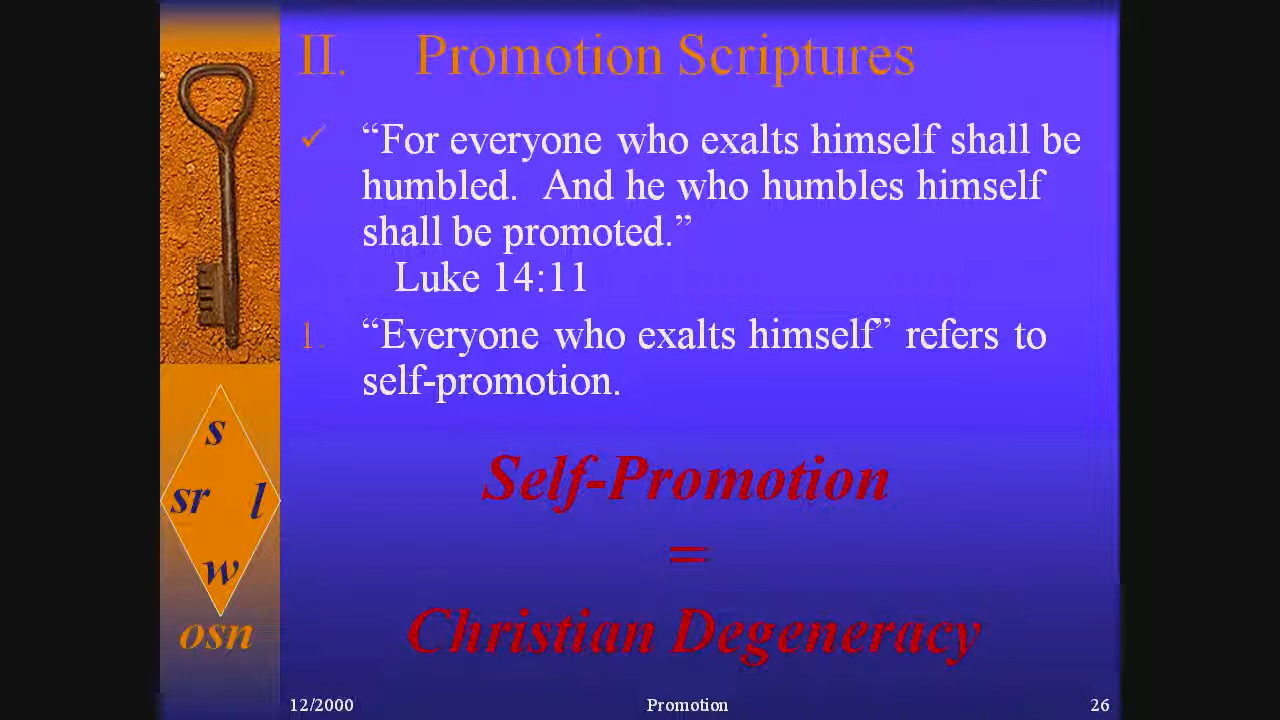 II. Promotion Scriptures
✓ “For everyone who exalts himself shall be
humbled. And he who humbles himself
shall be promoted.”
Luke 14:11
1. “Everyone who exalts himself” refers to
self-promotion.
Self-Promotion
=
Christian Degeneracy
s
sr l
w
osn
12/2000 Promotion 26